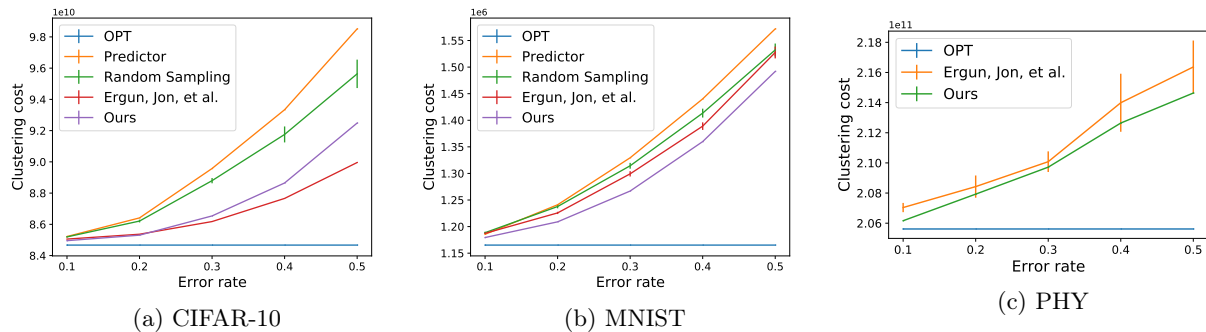 1e10
9.8
9.6
9.4
9.2
9.0
8.8
8.6
8.4
Clustering cost
OPT
Predictor
Random Sampling
Ergun, Jon, et al.
Ours
0.1 0.2 0.3 0.4 0.5
Error rate
(a) CIFAR-10
1e6
1.55
1.50
1.45
1.40
1.35
1.30
1.25
1.20
1.15
Clustering cost
OPT
Predictor
Random Sampling
Ergun, Jon, et al.
Ours
0.1 0.2 0.3 0.4 0.5
Error rate
(b) MNIST
1e11
2.18
2.16
2.14
2.12
2.10
2.08
2.06
Clustering cost
OPT
Ergun, Jon, et al.
Ours
0.1 0.2 0.3 0.4 0.5
Error rate
(c) PHY